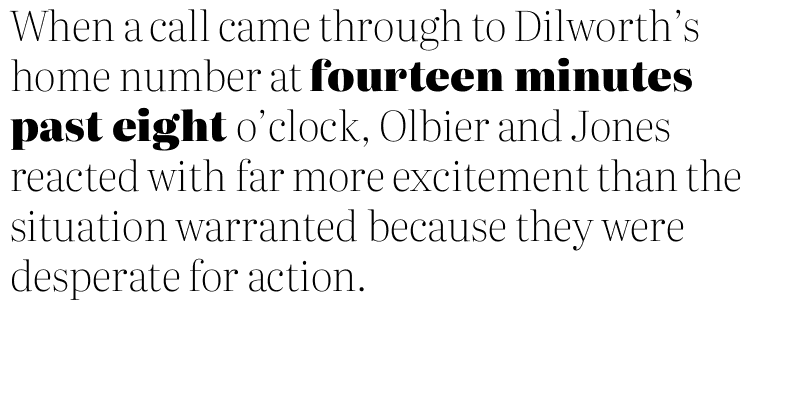 When a call came through to Dilworth’s
home number at fourteen minutes
past eight o’clock, Olbier and Jones
reacted with far more excitement than the
situation warranted because they were
desperate for action.